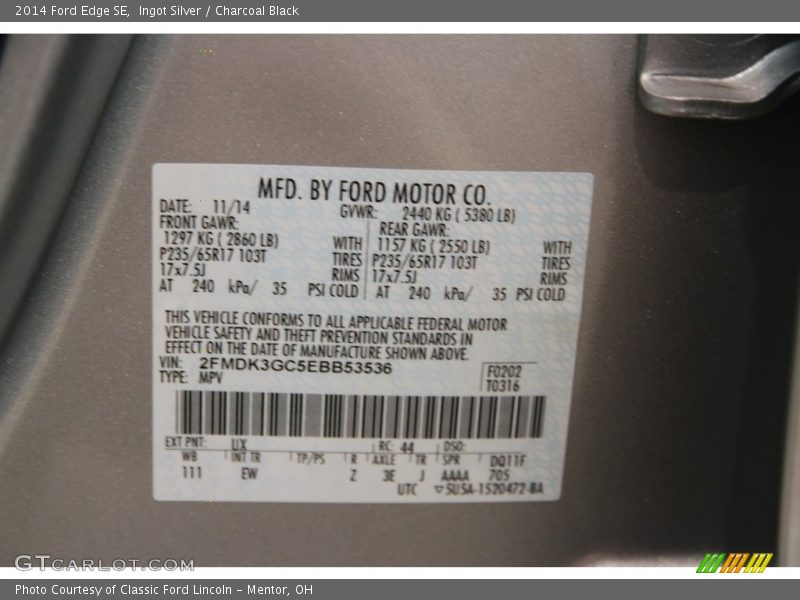 2014 Ford Edge SE, Ingot Silver / Charcoal Black
MFD. BY FORD MOTOR CO.
DATE: 11/14 GVWR: 2440 KG ( 5380 LB)
FRONT GAWR: REAR GAWR:
1297 KG ( 2860 LB) WITH 1157 KG ( 2550 LB) WITH
P235/65R17 103T TIRES P235/65R17 103T TIRES
17x7.5J RIMS 17x7.5J RIMS
AT 240 kPa/ 35 PSI COLD AT 240 kPa/ 35 PSI COLD
THIS VEHICLE CONFORMS TO ALL APPLICABLE FEDERAL MOTOR
VEHICLE SAFETY AND THEFT PREVENTION STANDARDS IN
EFFECT ON THE DATE OF MANUFACTURE SHOWN ABOVE.
VIN: 2FMDK3GC5EBB53536 F0202
TYPE: MPV T0316
EXT PNT: UX RC: 44 DSO:
WB INT TR TP/PS R AXLE TR SPR DQ11F
111 EW Z 3E J AAAA 705
UTC ▽SU5A-1520472-BA
GTCARLOT.COM
Photo Courtesy of Classic Ford Lincoln - Mentor, OH